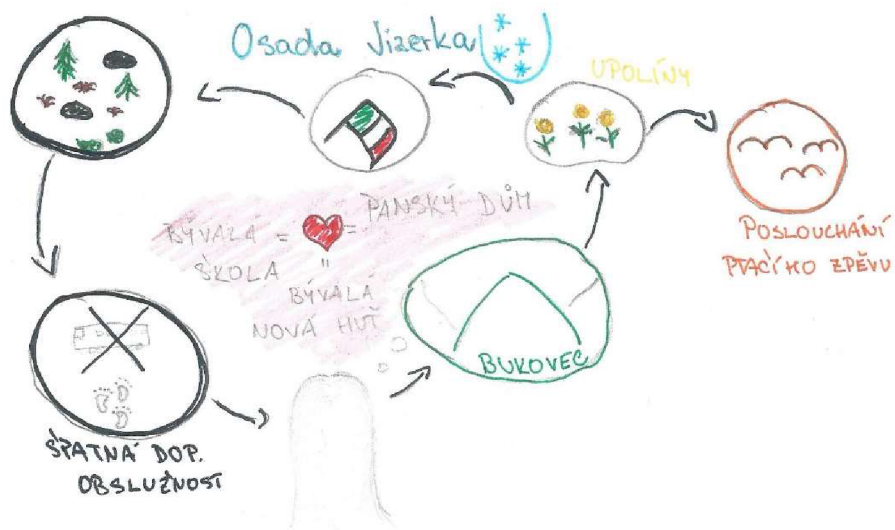 Osada Jizerka
UPOLÍNY
POSLOUCHÁNÍ
PTAČÍHO ZPĚVU
BÝVALÁ = = PANSKÝ DŮM
ŠKOLA "
BÝVALÁ
NOVÁ HUŤ
BUKOVEC
ŠPATNÁ DOP.
OBSLUŽNOST